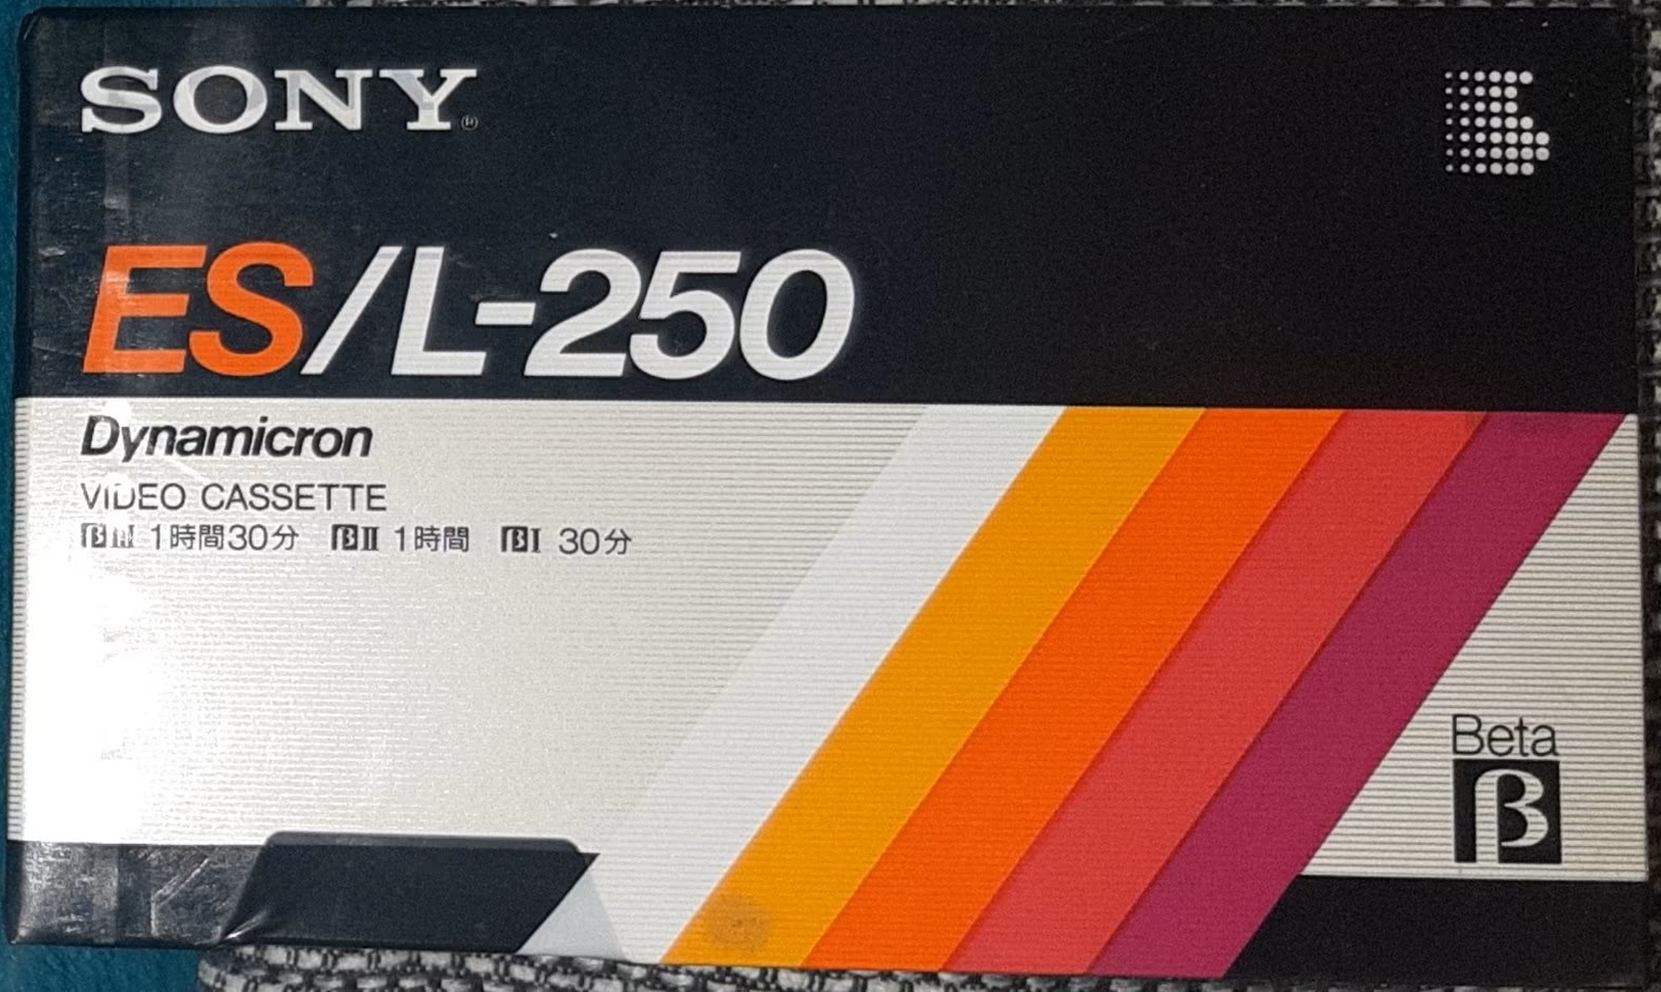 SONY®
ES/L-250
Dynamicron
VIDEO CASSETTE
βIII 1時間30分 βII 1時間 βI 30分
Beta
β